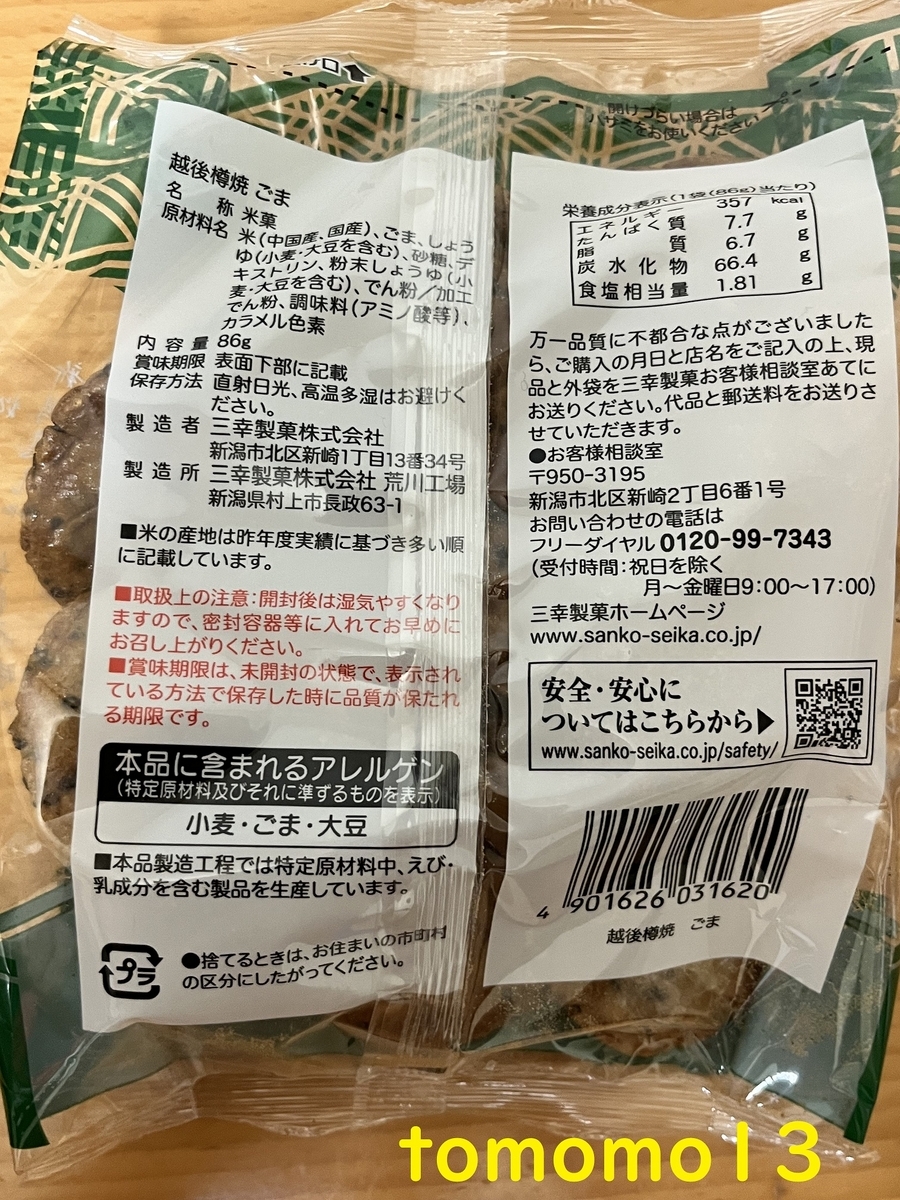 開けづらい場合は
ハサミをお使いください
越後樽焼 ごま
名称 米菓
原材料名 米(中国産、国産)、ごま、しょう
ゆ(小麦・大豆を含む)、砂糖、デ
キストリン、粉末しょうゆ(小
麦・大豆を含む)、でん粉/加工
でん粉、調味料(アミノ酸等)、
カラメル色素
内容量 86g
賞味期限 表面下部に記載
保存方法 直射日光、高温多湿はお避けく
ださい。
製造者 三幸製菓株式会社
新潟市北区新崎1丁目13番34号
製造所 三幸製菓株式会社 荒川工場
新潟県村上市長政63-1
■米の産地は昨年度実績に基づき多い順
に記載しています。
■取扱上の注意:開封後は湿気やすくなり
ますので、密封容器等に入れてお早めに
お召し上がりください。
■賞味期限は、未開封の状態で、表示され
ている方法で保存した時に品質が保たれ
る期限です。
本品に含まれるアレルゲン
(特定原材料及びそれに準ずるものを表示)
小麦・ごま・大豆
■本品製造工程では特定原材料中、えび・
乳成分を含む製品を生産しています。
プラ
●捨てるときは、お住まいの市町村
の区分にしたがってください。
栄養成分表示(1袋(86g)当たり)
エネルギー 357 kcal
たんぱく質 7.7 g
脂質 6.7 g
炭水化物 66.4 g
食塩相当量 1.81 g
万一品質に不都合な点がございました
ら、ご購入の月日と店名をご記入の上、現
品と外袋を三幸製菓お客様相談室あてに
お送りください。代品と郵送料をお送りさ
せていただきます。
●お客様相談室
〒950-3195
新潟市北区新崎2丁目6番1号
お問い合わせの電話は
フリーダイヤル 0120-99-7343
(受付時間:祝日を除く
月~金曜日9:00~17:00)
三幸製菓ホームページ
www.sanko-seika.co.jp/
安全・安心に
ついてはこちらから▶
www.sanko-seika.co.jp/safety/
4 901626 031620
越後樽焼 ごま
tomomo13